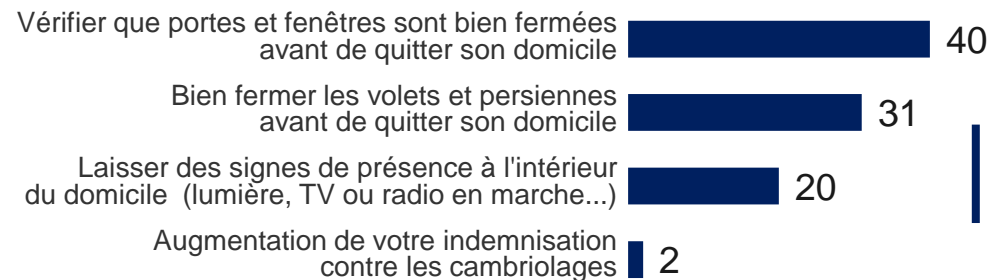 Vérifier que portes et fenêtres sont bien fermées
avant de quitter son domicile
40
Bien fermer les volets et persiennes
avant de quitter son domicile
31
Laisser des signes de présence à l'intérieur
du domicile (lumière, TV ou radio en marche...)
20
Augmentation de votre indemnisation
contre les cambriolages
2